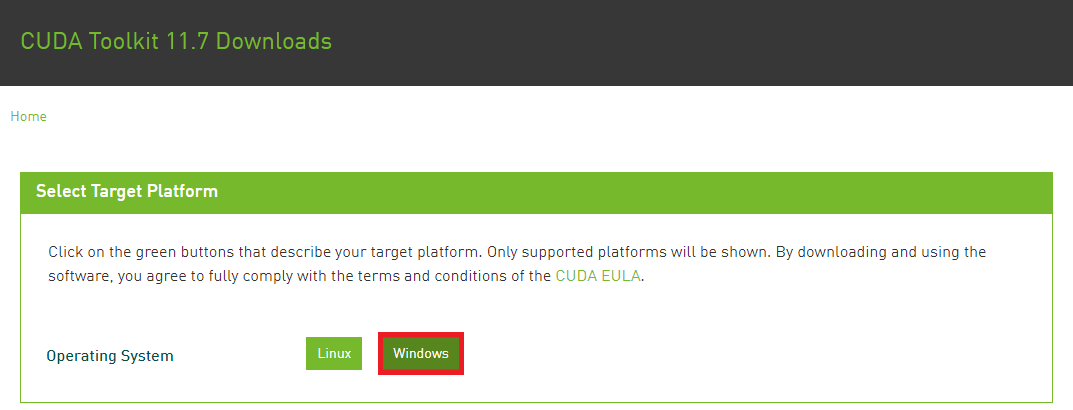 CUDA Toolkit 11.7 Downloads
Home
Select Target Platform
Click on the green buttons that describe your target platform. Only supported platforms will be shown. By downloading and using the
software, you agree to fully comply with the terms and conditions of the CUDA EULA.
Operating System Linux Windows